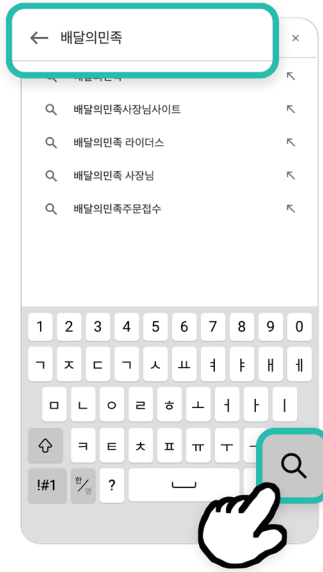 배달의민족
배달의민족사장님사이트
배달의민족 라이더스
배달의민족 사장님
배달의민족주문접수
1 2 3 4 5 6 7 8 9 0
ㄱ ㅈ ㄷ ㄱ ㅅ ㅛ ㅕ ㅑ ㅐ ㅔ
ㅁ ㄴ ㅇ ㄹ ㅎ ㅗ ㅓ ㅏ ㅣ
ㅋ ㅌ ㅊ ㅍ ㅠ ㅜ
!#1 한/영 ?